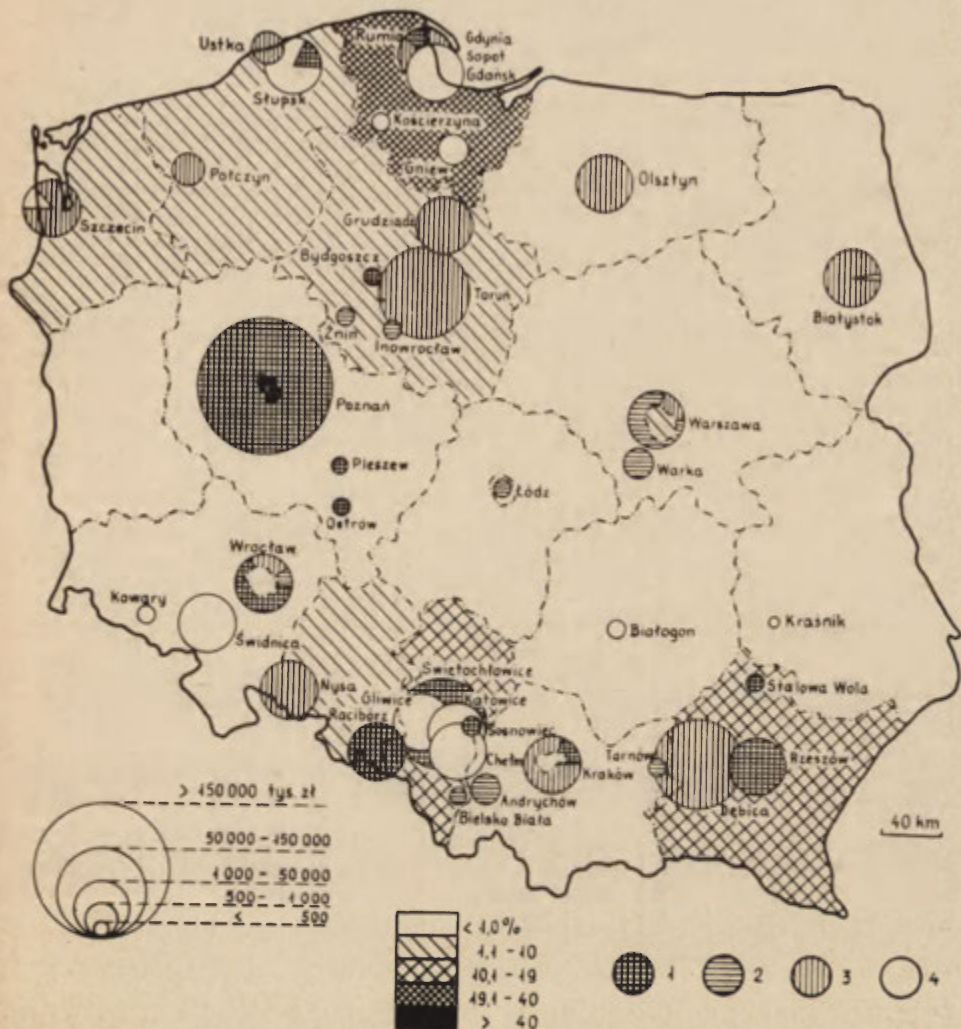 Ustka
Rumia
Gdynia
Sopot
Gdańsk
Słupsk
Kościerzyna
Gniew
Połczyn
Olsztyn
Szczecin
Grudziądz
Bydgoszcz
Toruń
Białystok
Żnin
Inowrocław
Poznań
Warszawa
Warka
Pleszew
Łódz
Ostrów
Wrocław
Kowary
Świdnica
Białogon
Kraśnik
Nysa
Świętochłowice
Stalowa Wola
Gliwice
Katowice
Racibórz
Sosnowiec
Chełm
Kraków
Tarnów
Rzeszów
Dębica
Andrychów
Bielsko Biała
40 km
> 150 000 tys. zł
50 000 - 150 000
1 000 - 50 000
500 - 1 000
< 500
< 1,0 %
1,1 - 10
10,1 - 19
19,1 - 40
> 40
1 2 3 4